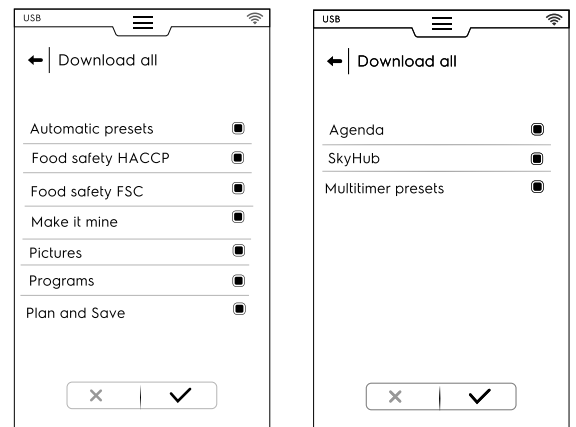 USB
Download all
Automatic presets
Food safety HACCP
Food safety FSC
Make it mine
Pictures
Programs
Plan and Save
USB
Download all
Agenda
SkyHub
Multitimer presets